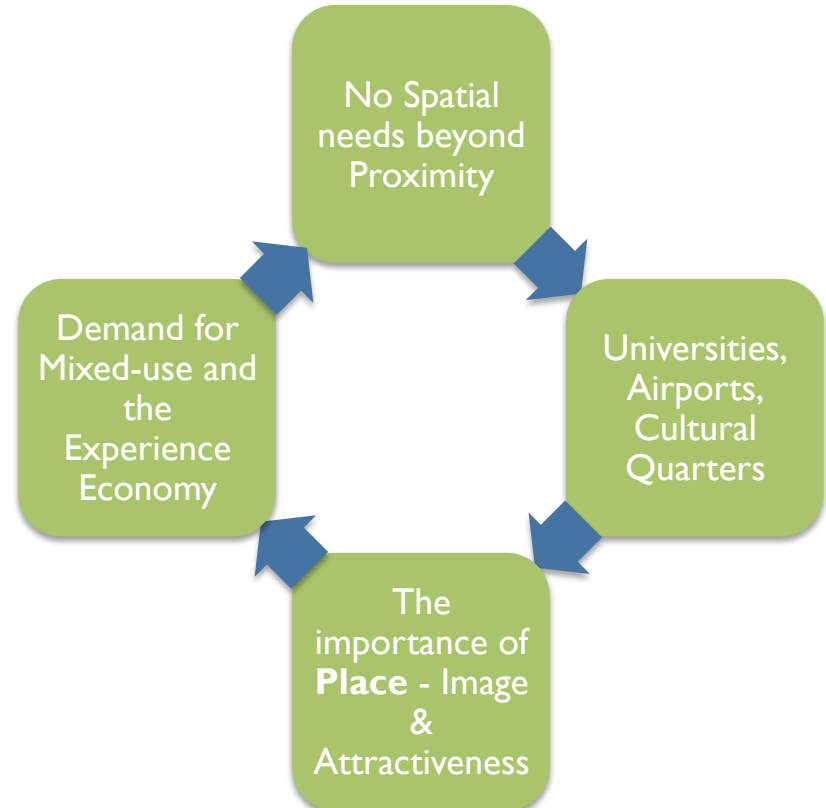 No Spatial
needs beyond
Proximity
Universities,
Airports,
Cultural
Quarters
The
importance of
Place - Image
&
Attractiveness
Demand for
Mixed-use and
the
Experience
Economy